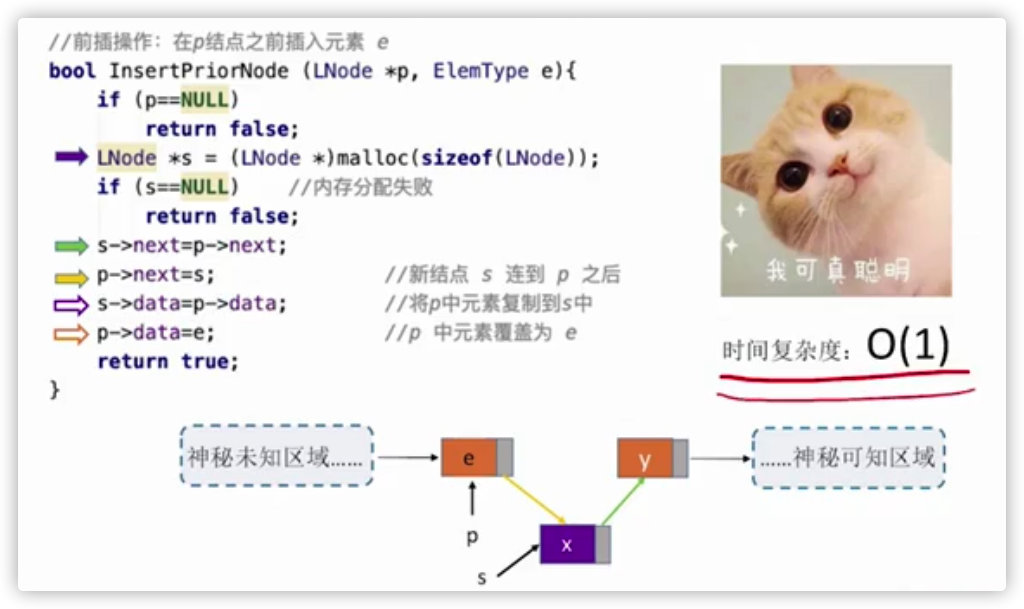 //前插操作：在p结点之前插入元素 e
bool InsertPriorNode (LNode *p, ElemType e){
if (p==NULL)
return false;
LNode *s = (LNode *)malloc(sizeof(LNode));
if (s==NULL) //内存分配失败
return false;
s->next=p->next;
p->next=s; //新结点 s 连到 p 之后
s->data=p->data; //将p中元素复制到s中
p->data=e; //p 中元素覆盖为 e
return true;
}
我可真聪明
时间复杂度：O(1)
神秘未知区域……
e
y
……神秘可知区域
p
x
s